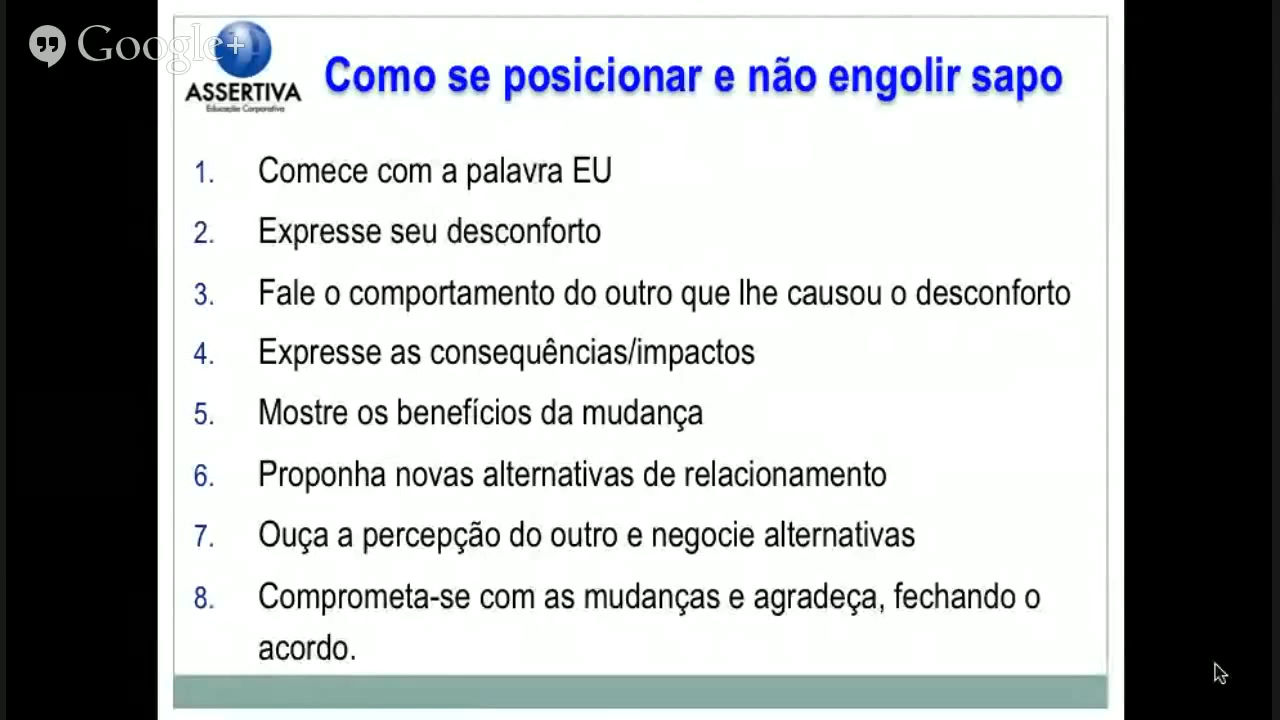 Google+
ASSERTIVA
Educação Corporativa
Como se posicionar e não engolir sapo
1. Comece com a palavra EU
2. Expresse seu desconforto
3. Fale o comportamento do outro que lhe causou o desconforto
4. Expresse as consequências/impactos
5. Mostre os benefícios da mudança
6. Proponha novas alternativas de relacionamento
7. Ouça a percepção do outro e negocie alternativas
8. Comprometa-se com as mudanças e agradeça, fechando o
acordo.